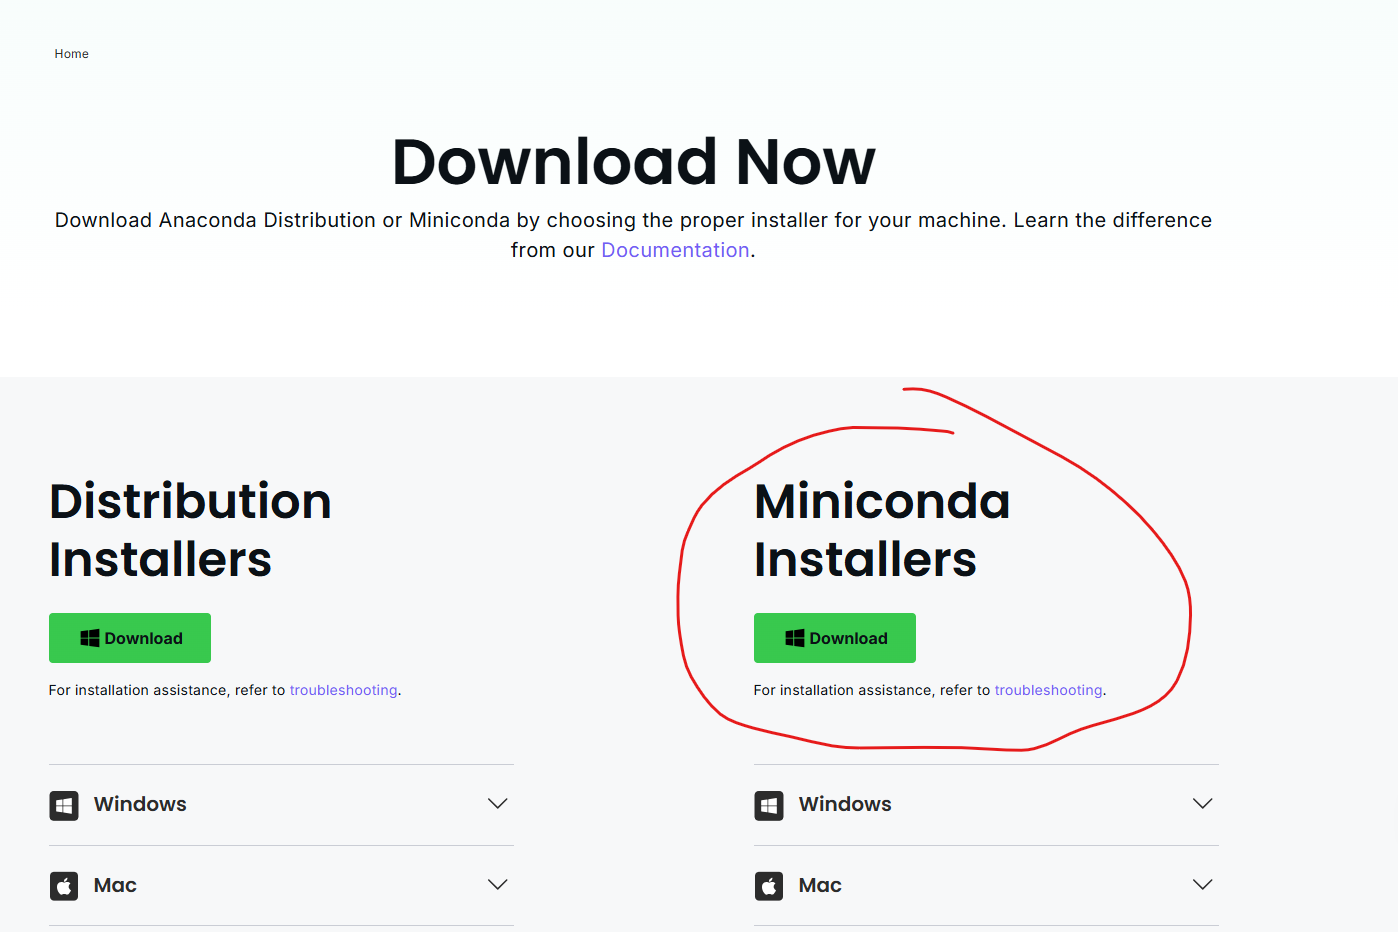 Home
Download Now
Download Anaconda Distribution or Miniconda by choosing the proper installer for your machine. Learn the difference
from our Documentation.
Distribution
Installers
Download
For installation assistance, refer to troubleshooting.
Windows
Mac
Miniconda
Installers
Download
For installation assistance, refer to troubleshooting.
Windows
Mac